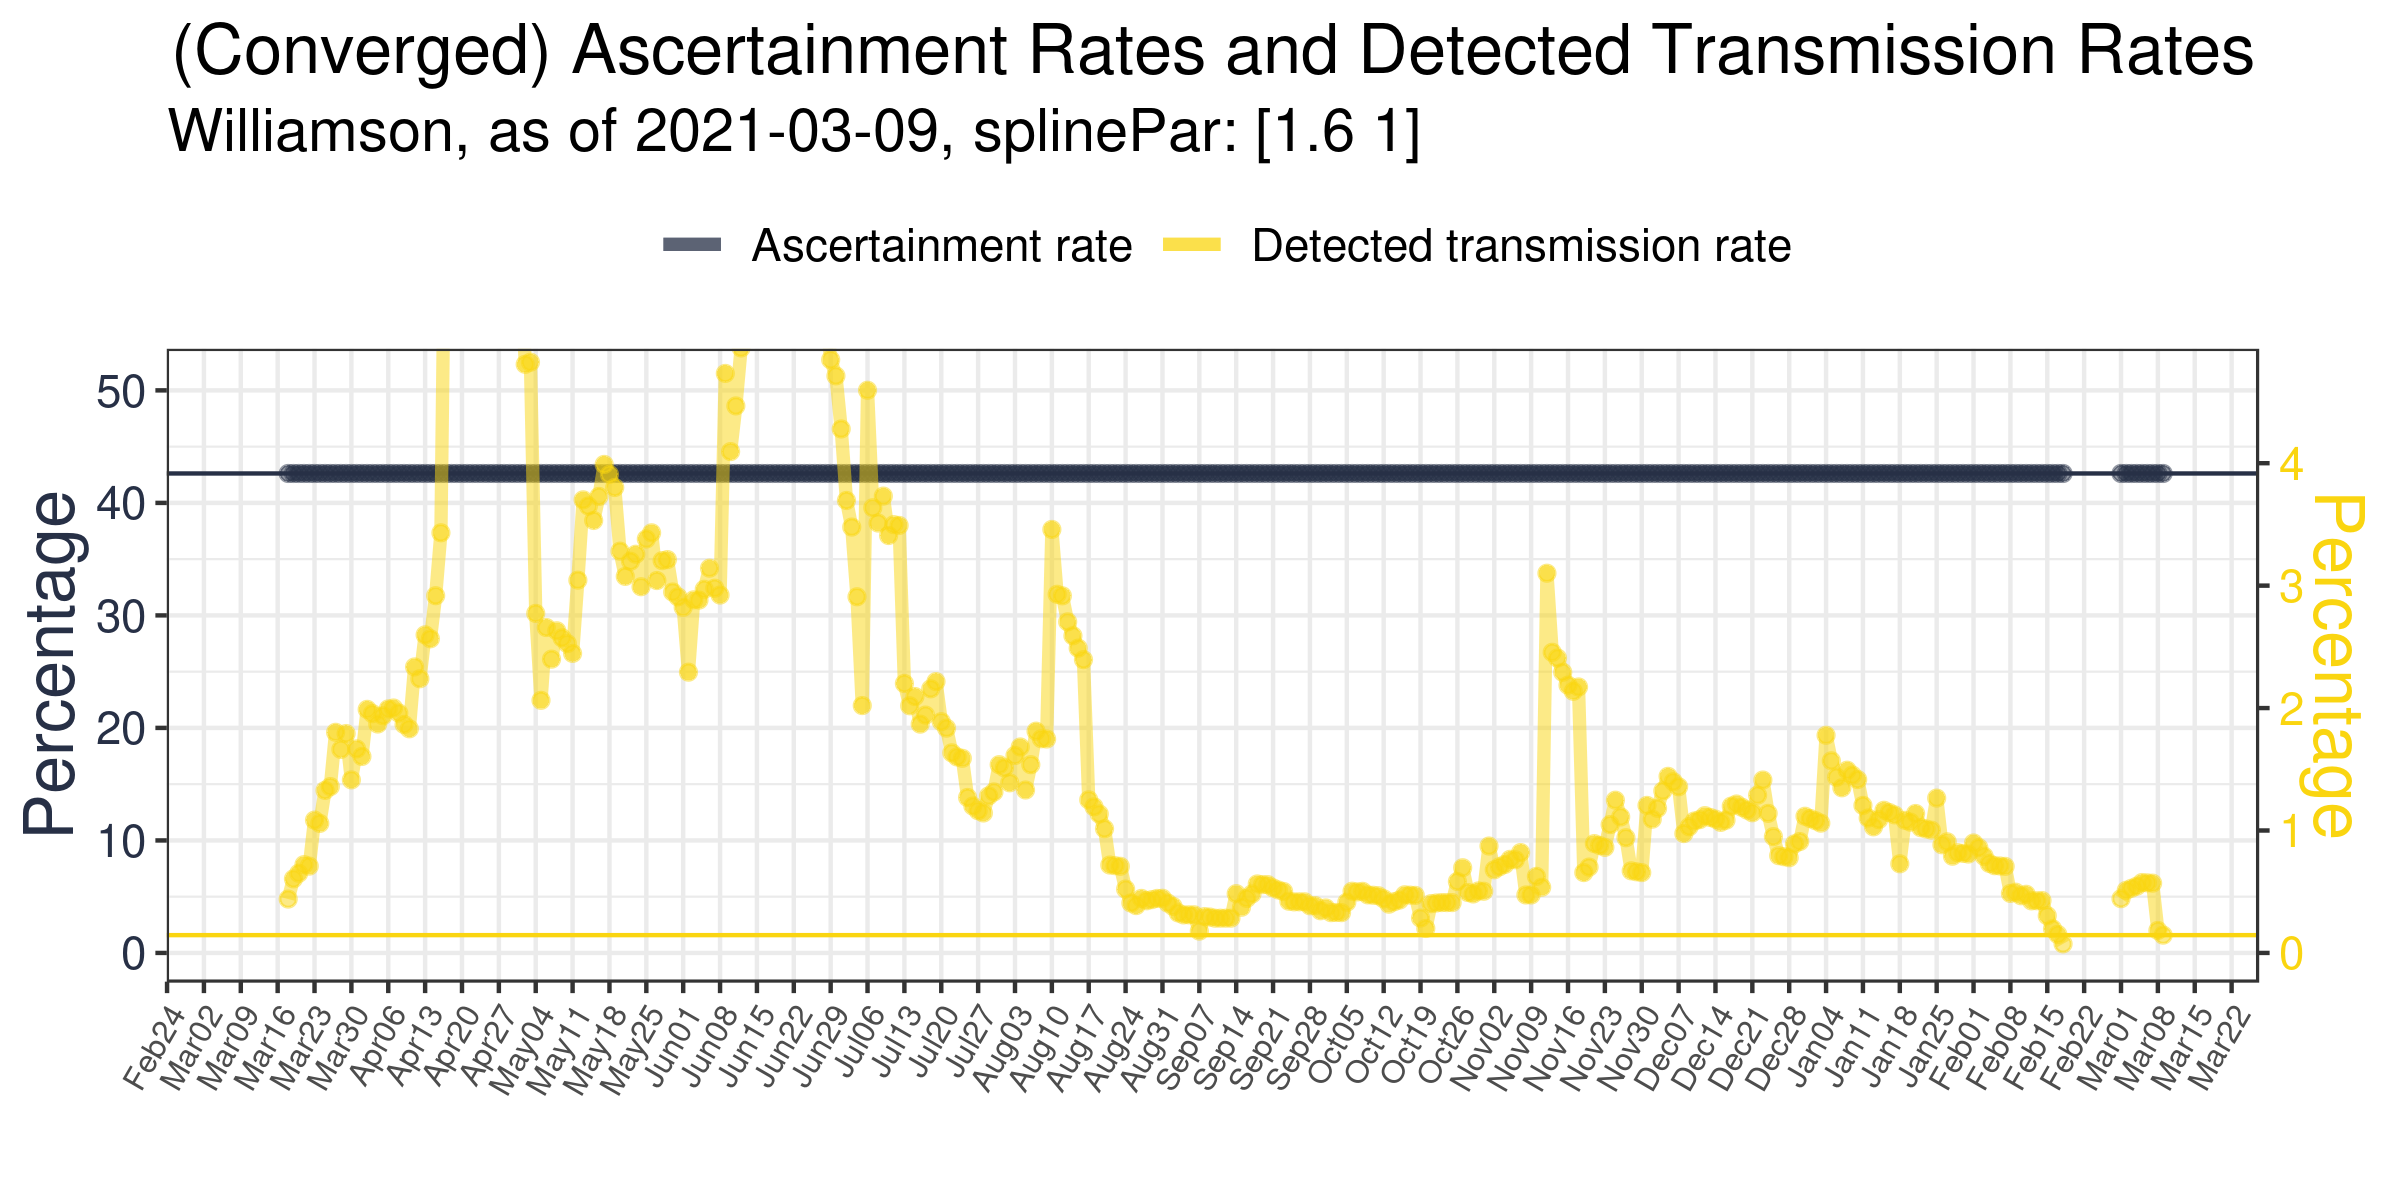 (Converged) Ascertainment Rates and Detected Transmission Rates
Williamson, as of 2021-03-09, splinePar: [1.6 1]
Ascertainment rate Detected transmission rate
Percentage
50
40
30
20
10
0
4
3
2
1
0
Percentage
Feb24 Mar02 Mar09 Mar16 Mar23 Mar30 Apr06 Apr13 Apr20 Apr27 May04 May11 May18 May25 Jun01 Jun08 Jun15 Jun22 Jun29 Jul06 Jul13 Jul20 Jul27 Aug03 Aug10 Aug17 Aug24 Aug31 Sep07 Sep14 Sep21 Sep28 Oct05 Oct12 Oct19 Oct26 Nov02 Nov09 Nov16 Nov23 Nov30 Dec07 Dec14 Dec21 Dec28 Jan04 Jan11 Jan18 Jan25 Feb01 Feb08 Feb15 Feb22 Mar01 Mar08 Mar15 Mar22